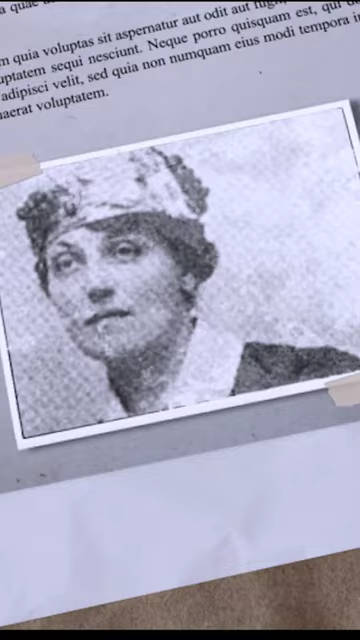 a quae
m quia voluptas sit aspernatur aut odit aut fugit,
uptatem sequi nesciunt. Neque porro quisquam est, qui
adipisci velit, sed quia non numquam eius modi tempora i
aerat voluptatem.